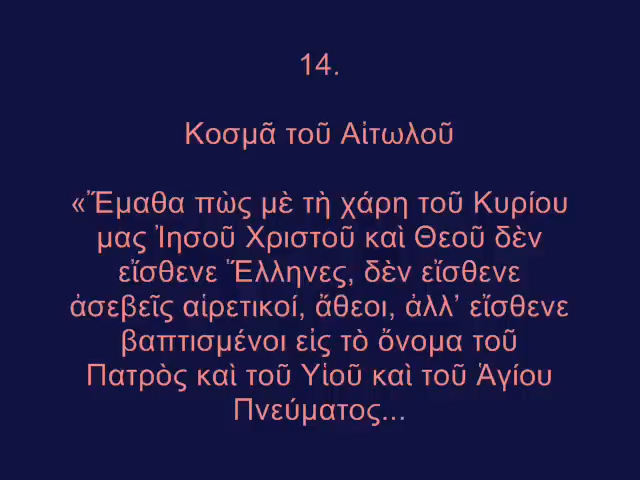 14.
Κοσμᾶ τοῦ Αἰτωλοῦ
«Ἔμαθα πὼς μὲ τὴ χάρη τοῦ Κυρίου
μας Ἰησοῦ Χριστοῦ καὶ Θεοῦ δὲν
εἴσθενε Ἕλληνες, δὲν εἴσθενε
ἀσεβεῖς αἱρετικοί, ἄθεοι, ἀλλ’ εἴσθενε
βαπτισμένοι εἰς τὸ ὄνομα τοῦ
Πατρὸς καὶ τοῦ Υἱοῦ καὶ τοῦ Ἁγίου
Πνεύματος...